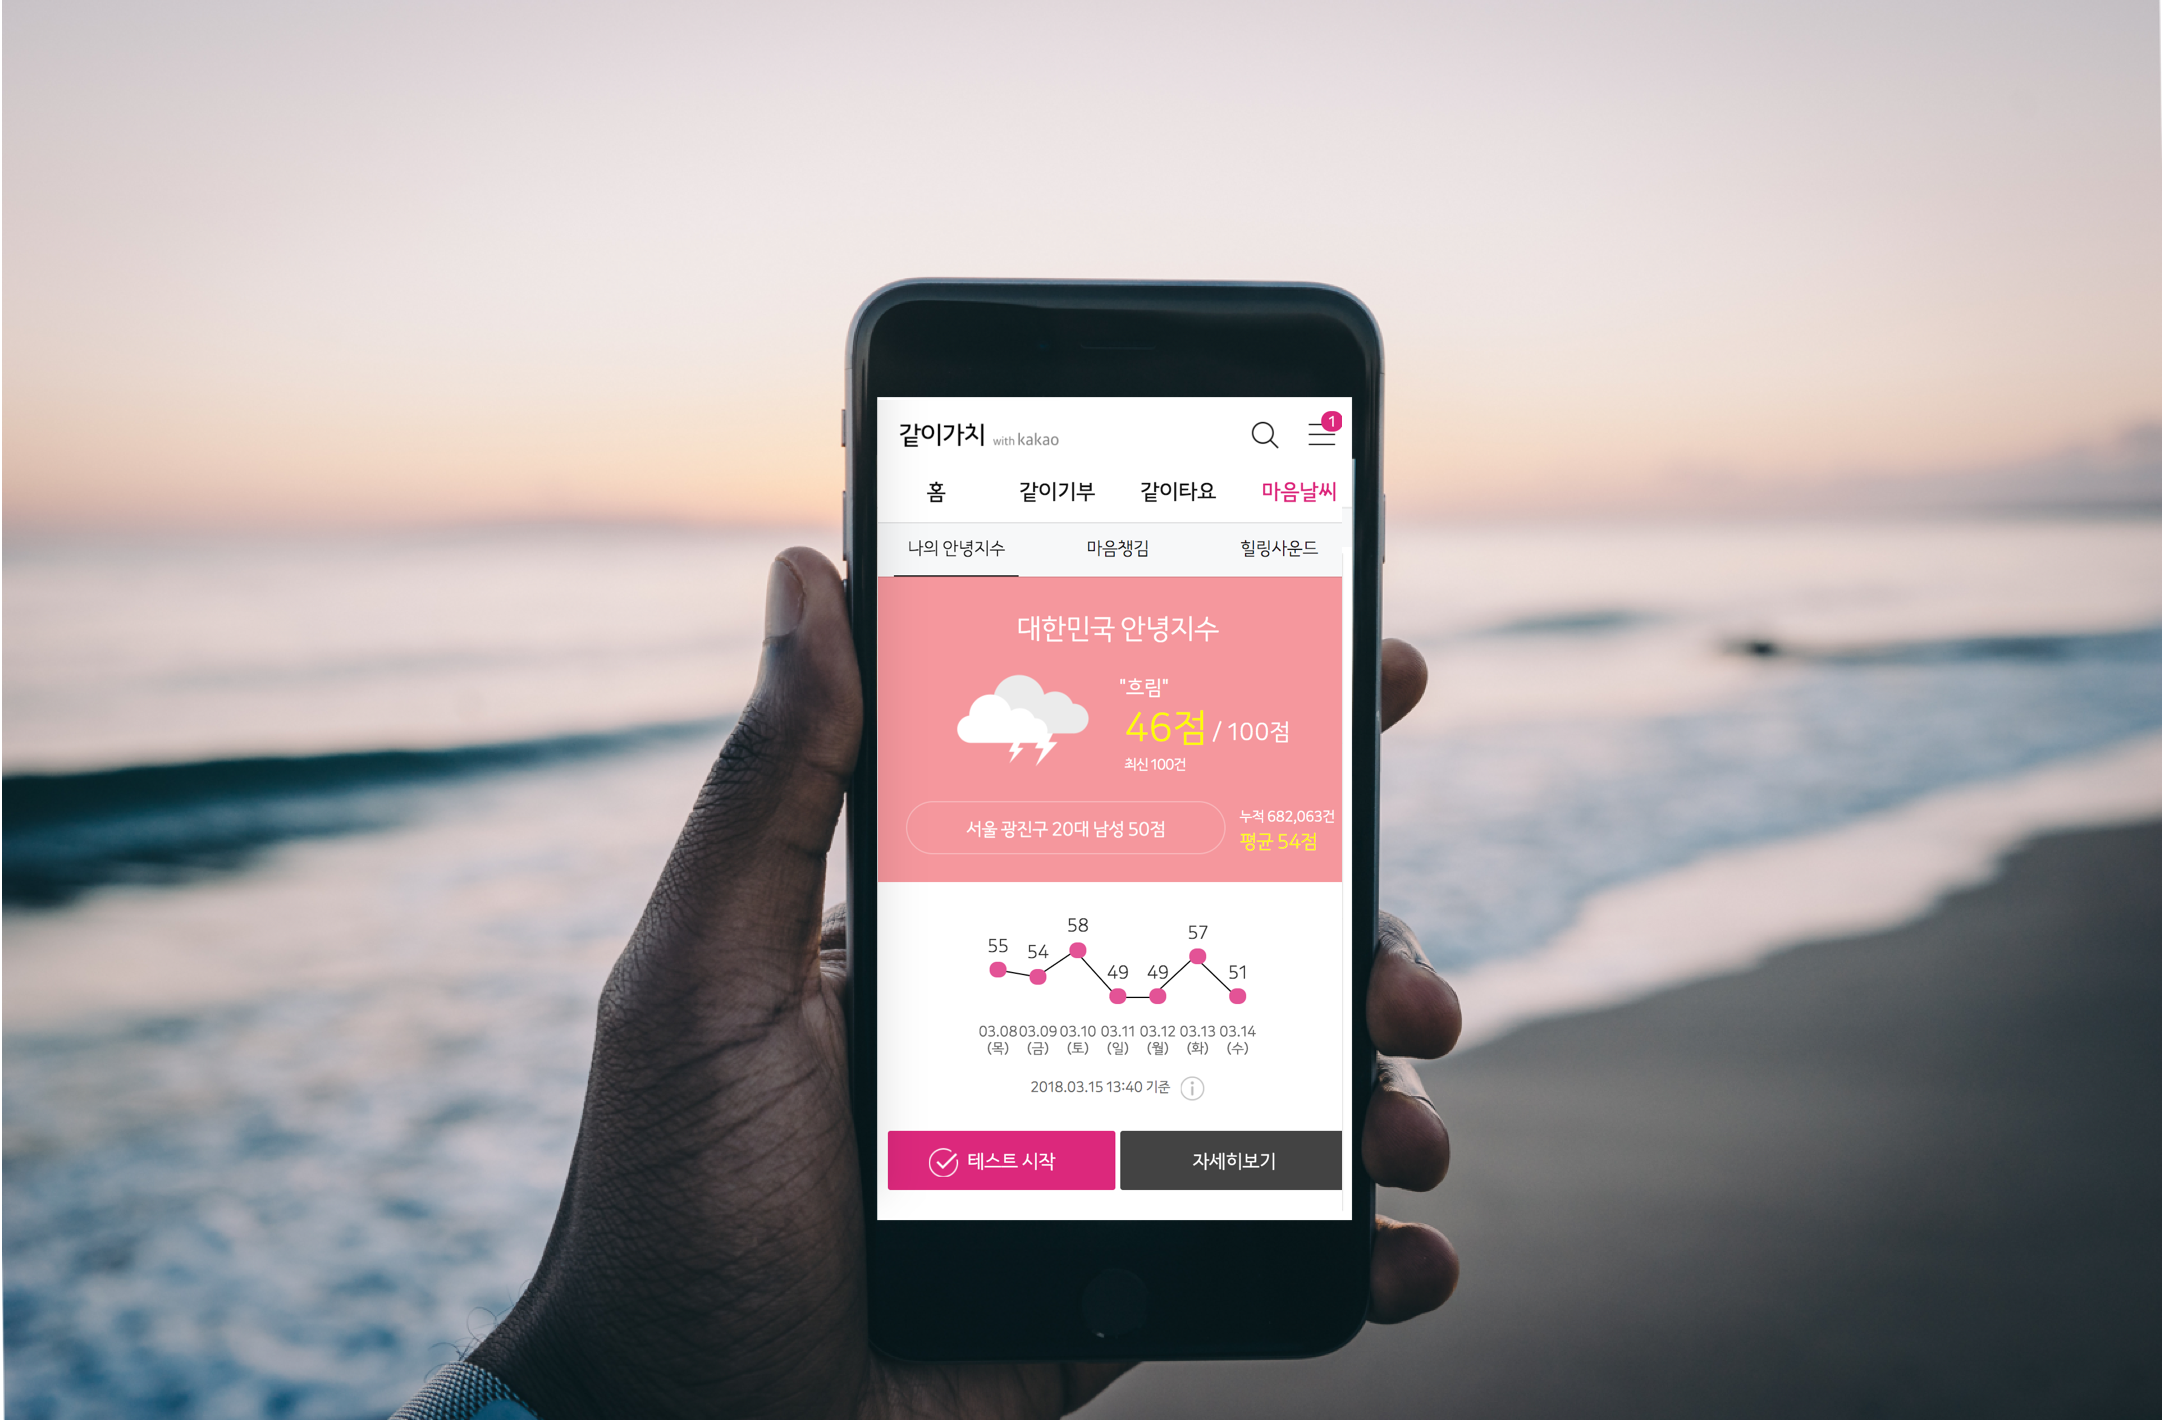 같이가치 with kakao
1
홈 같이기부 같이타요 마음날씨
나의 안녕지수 마음챙김 힐링사운드
대한민국 안녕지수
"흐림"
46점 / 100점
최신 100건
서울 광진구 20대 남성 50점
누적 682,063건
평균 54점
55 54 58 49 49 57 51
03.08 03.09 03.10 03.11 03.12 03.13 03.14
(목) (금) (토) (일) (월) (화) (수)
2018.03.15 13:40 기준 i
테스트 시작 자세히보기